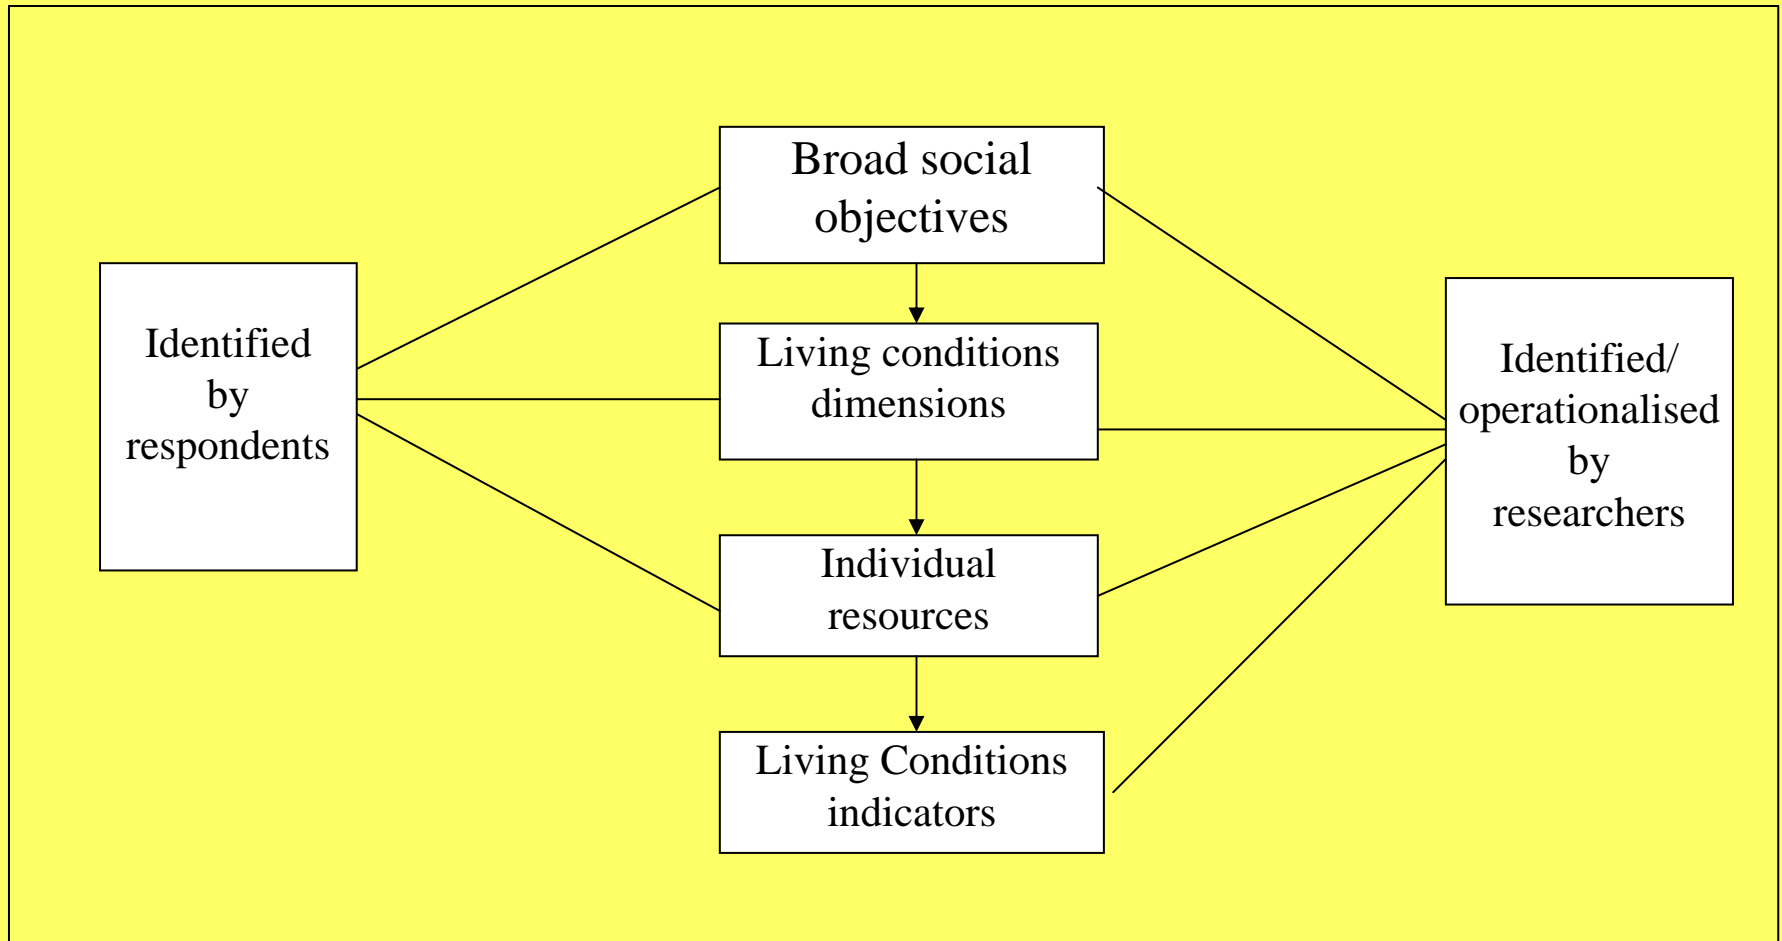 Broad social
objectives
Identified
by
respondents
Living conditions
dimensions
Identified/
operationalised
by
researchers
Individual
resources
Living Conditions
indicators